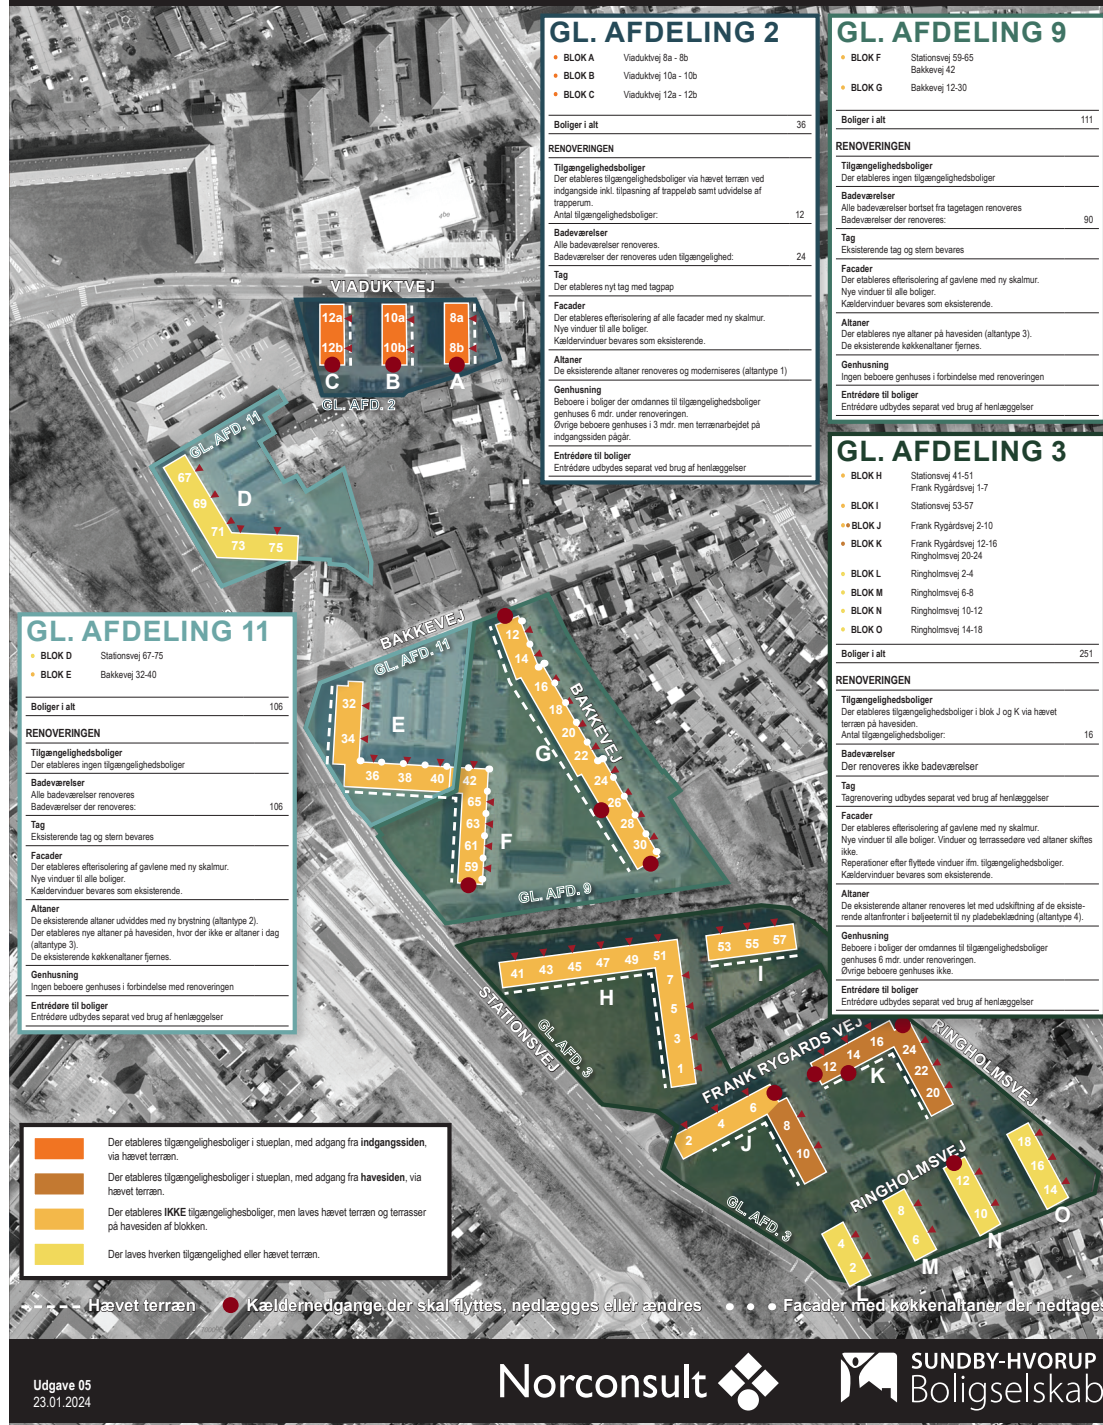 GL. AFDELING 2
BLOK A Viaduktvej 8a - 8b
BLOK B Viaduktvej 10a - 10b
BLOK C Viaduktvej 12a - 12b
Boliger i alt 36
RENOVERINGEN
Tilgængelighedsboliger
Der etableres tilgængelighedsboliger via hævet terræn ved
indgangside inkl. tilpasning af trappeløb samt udvidelse af
trapperum.
Antal tilgængelighedsboliger: 12
Badeværelser
Alle badeværelser renoveres.
Badeværelser der renoveres uden tilgængelighed: 24
Tag
Der etableres nyt tag med tagpap
Facader
Der etableres efterisolering af alle facader med ny skalmur.
Nye vinduer til alle boliger.
Kældervinduer bevares som eksisterende.
Altaner
De eksisterende altaner renoveres og moderniseres (altantype 1)
Genhusning
Beboere i boliger der omdannes til tilgængelighedsboliger
genhuses 6 mdr. under renoveringen.
Øvrige beboere genhuses i 3 mdr. men terrænarbejdet på
indgangssiden pågår.
Entrédøre til boliger
Entrédøre udbydes separat ved brug af henlæggelser
GL. AFDELING 9
BLOK F Stationsvej 59-65
Bakkevej 42
BLOK G Bakkevej 12-30
Boliger i alt 111
RENOVERINGEN
Tilgængelighedsboliger
Der etableres ingen tilgængelighedsboliger
Badeværelser
Alle badeværelser bortset fra tagetagen renoveres
Badeværelser der renoveres: 90
Tag
Eksisterende tag og stern bevares
Facader
Der etableres efterisolering af gavlene med ny skalmur.
Nye vinduer til alle boliger.
Kældervinduer bevares som eksisterende.
Altaner
Der etableres nye altaner på havesiden (altantype 3).
De eksisterende køkkenaltaner fjernes.
Genhusning
Ingen beboere genhuses i forbindelse med renoveringen
Entrédøre til boliger
Entrédøre udbydes separat ved brug af henlæggelser
GL. AFDELING 3
BLOK H Stationsvej 41-51
Frank Rygårdsvej 1-7
BLOK I Stationsvej 53-57
BLOK J Frank Rygårdsvej 2-10
BLOK K Frank Rygårdsvej 12-16
Ringholmsvej 20-24
BLOK L Ringholmsvej 2-4
BLOK M Ringholmsvej 6-8
BLOK N Ringholmsvej 10-12
BLOK O Ringholmsvej 14-18
Boliger i alt 251
RENOVERINGEN
Tilgængelighedsboliger
Der etableres tilgængelighedsboliger i blok J og K via hævet
terræn på havesiden.
Antal tilgængelighedsboliger: 16
Badeværelser
Der renoveres ikke badeværelser
Tag
Tagrenovering udbydes separat ved brug af henlæggelser
Facader
Der etableres efterisolering af gavlene med ny skalmur.
Nye vinduer til alle boliger. Vinduer og terrassedøre ved altaner skiftes
ikke.
Reperationer efter flyttede vinduer ifm. tilgængelighedsboliger.
Kældervinduer bevares som eksisterende.
Altaner
De eksisterende altaner renoveres let med udskiftning af de eksiste-
rende altanfronter i bøljeeternit til ny pladebeklædning (altantype 4).
Genhusning
Beboere i boliger der omdannes til tilgængelighedsboliger
genhuses 6 mdr. under renoveringen.
Øvrige beboere genhuses ikke.
Entrédøre til boliger
Entrédøre udbydes separat ved brug af henlæggelser
GL. AFDELING 11
BLOK D Stationsvej 67-75
BLOK E Bakkevej 32-40
Boliger i alt 106
RENOVERINGEN
Tilgængelighedsboliger
Der etableres ingen tilgængelighedsboliger
Badeværelser
Alle badeværelser renoveres
Badeværelser der renoveres: 106
Tag
Eksisterende tag og stern bevares
Facader
Der etableres efterisolering af gavlene med ny skalmur.
Nye vinduer til alle boliger.
Kældervinduer bevares som eksisterende.
Altaner
De eksisterende altaner udviddes med ny brystning (altantype 2).
Der etableres nye altaner på havesiden, hvor der ikke er altaner i dag
(altantype 3).
De eksisterende køkkenaltaner fjernes.
Genhusning
Ingen beboere genhuses i forbindelse med renoveringen
Entrédøre til boliger
Entrédøre udbydes separat ved brug af henlæggelser
VIADUKTVEJ
12a 10a 8a
12b 10b 8b
C B A
GL. AFD. 2
GL. AFD. 11
67
69
71
73
75
D
BAKKEVEJ
GL. AFD. 11
32
34
36 38 40
E
12
14
16
18
20
22
24
26
28
30
G
BAKKEVEJ
42
65
63
61
59
F
GL. AFD. 9
41 43 45 47 49 51
7
5
3
1
H
53 55 57
I
STATIONSVEJ
GL. AFD. 3
FRANK RYGÅRDS VEJ
RINGHOLMSVEJ
12 14 16
24
22
20
K
2 4 6
8
10
J
RINGHOLMSVEJ
GL. AFD. 3
4
2
L
8
6
M
12
10
N
18
16
14
O
Der etableres tilgængelighesboliger i stueplan, med adgang fra indgangssiden,
via hævet terræn.
Der etableres tilgængelighesboliger i stueplan, med adgang fra havesiden, via
hævet terræn.
Der etableres IKKE tilgængelighesboliger, men laves hævet terræn og terrasser
på havesiden af blokken.
Der laves hverken tilgængelighed eller hævet terræn.
Hævet terræn
Kældernedgange der skal flyttes, nedlægges eller ændres
Facader med køkkenaltaner der nedtages
Udgave 05
23.01.2024
Norconsult
SUNDBY-HVORUP
Boligselskab